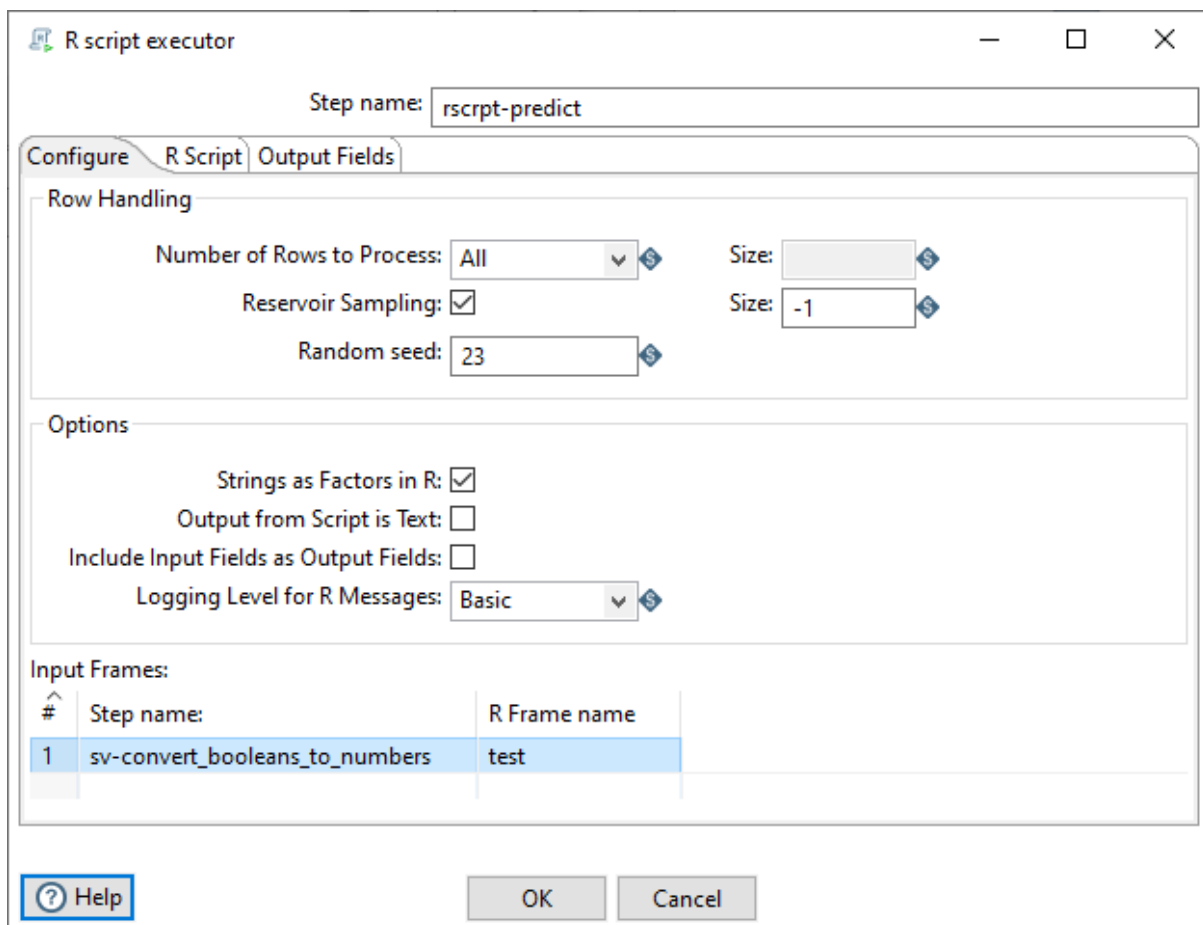 R script executor
Step name: rscrpt-predict
Configure R Script Output Fields
Row Handling
Number of Rows to Process: All Size:
Reservoir Sampling: Size: -1
Random seed: 23
Options
Strings as Factors in R:
Output from Script is Text:
Include Input Fields as Output Fields:
Logging Level for R Messages: Basic
Input Frames:
# Step name: R Frame name
1 sv-convert_booleans_to_numbers test
? Help OK Cancel